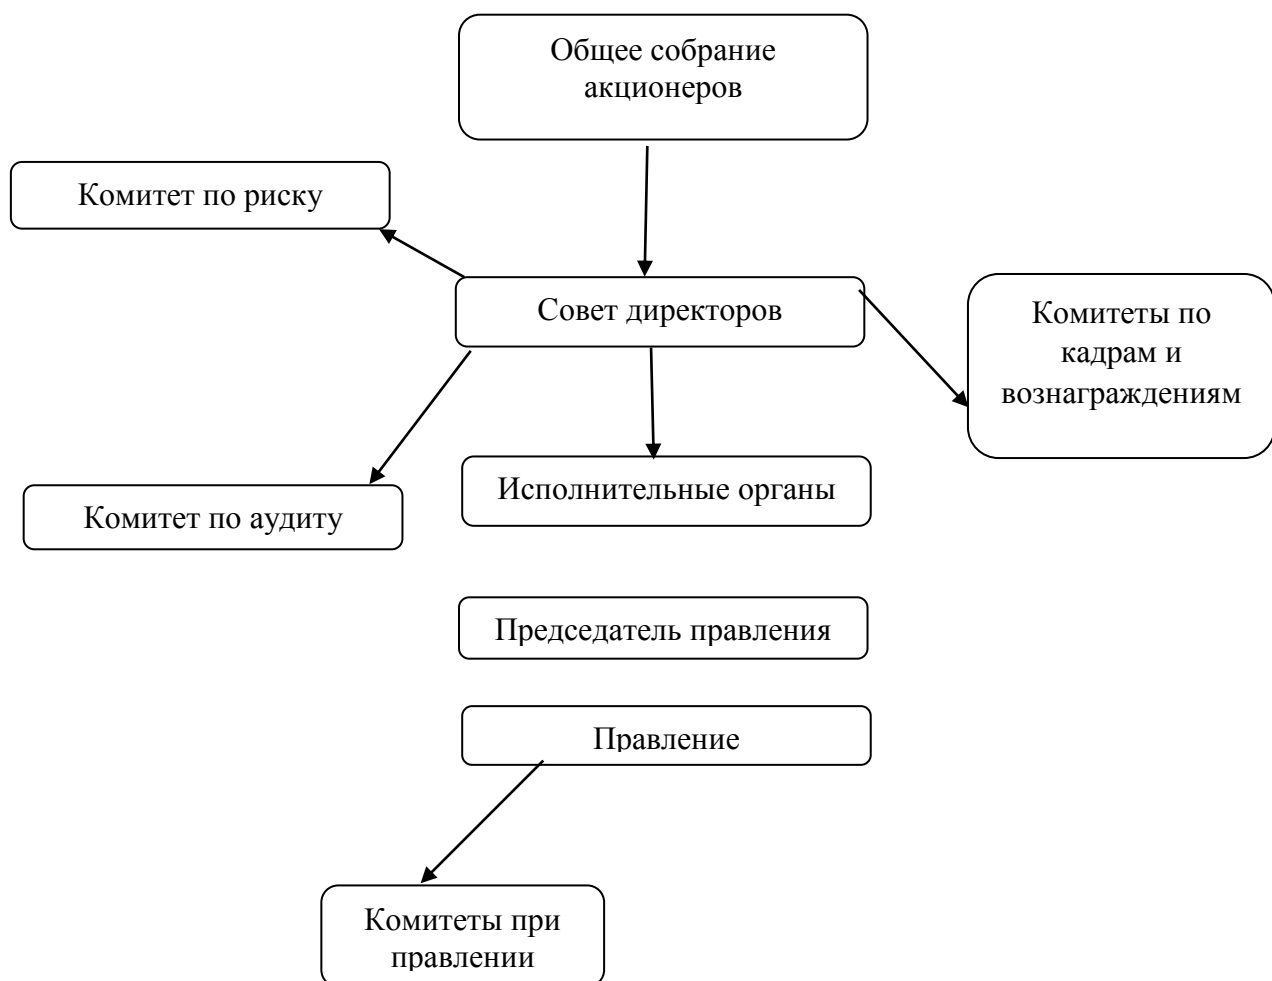 Общее собрание
акционеров
Комитет по риску
Совет директоров
Комитеты по
кадрам и
вознаграждениям
Исполнительные органы
Комитет по аудиту
Председатель правления
Правление
Комитеты при
правлении